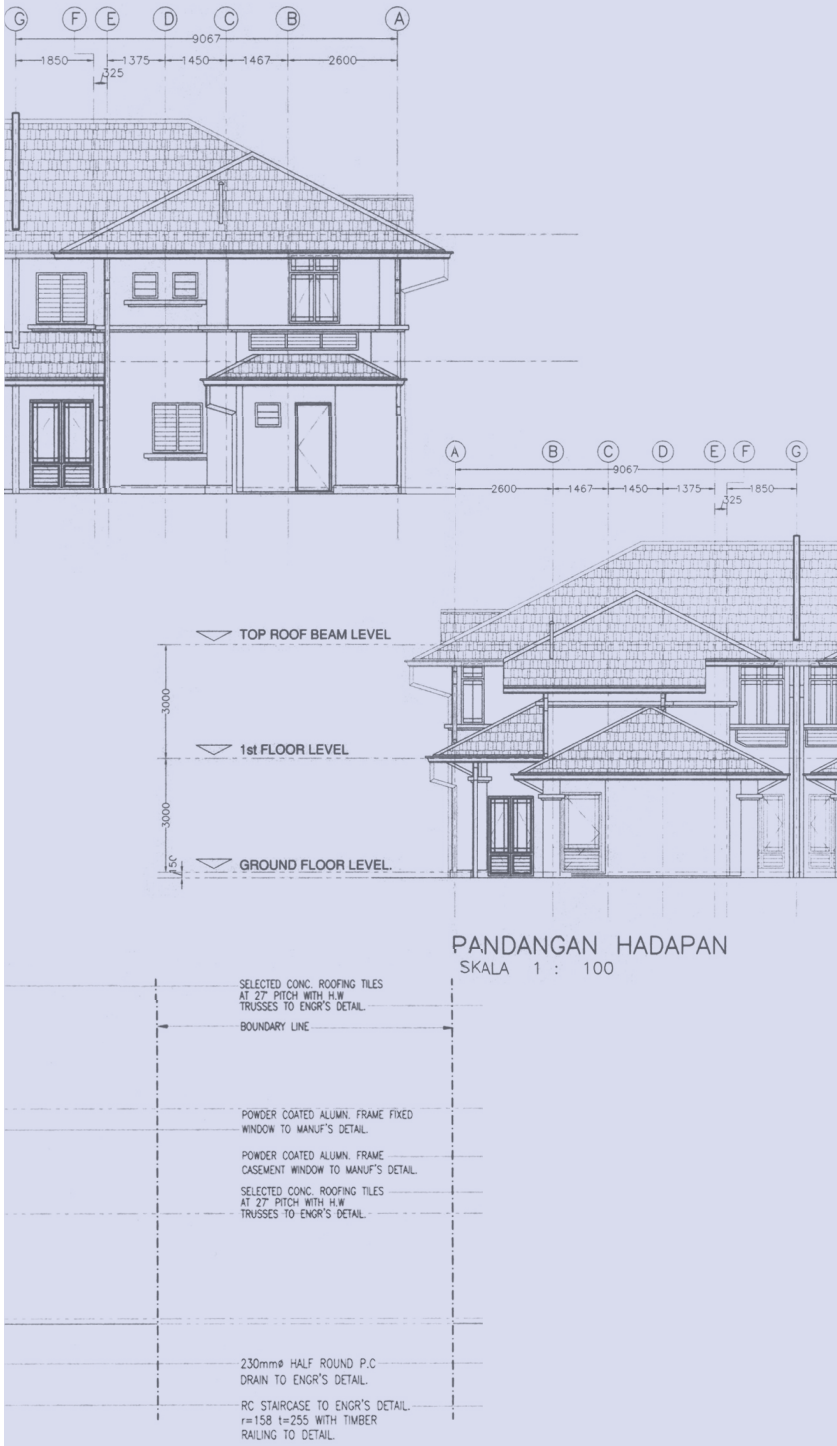 G F E D C B A
9067
1850 1375 1450 1467 2600
325
A B C D E F G
9067
2600 1467 1450 1375 1850
325
TOP ROOF BEAM LEVEL
3000
1st FLOOR LEVEL
3000
GROUND FLOOR LEVEL.
150
PANDANGAN HADAPAN
SKALA 1 : 100
SELECTED CONC. ROOFING TILES
AT 27° PITCH WITH H.W
TRUSSES TO ENGR'S DETAIL.
BOUNDARY LINE
POWDER COATED ALUMN. FRAME FIXED
WINDOW TO MANUF'S DETAIL.
POWDER COATED ALUMN. FRAME
CASEMENT WINDOW TO MANUF'S DETAIL.
SELECTED CONC. ROOFING TILES
AT 27° PITCH WITH H.W
TRUSSES TO ENGR'S DETAIL.
230mmø HALF ROUND P.C
DRAIN TO ENGR'S DETAIL.
RC STAIRCASE TO ENGR'S DETAIL.
r=158 t=255 WITH TIMBER
RAILING TO DETAIL.